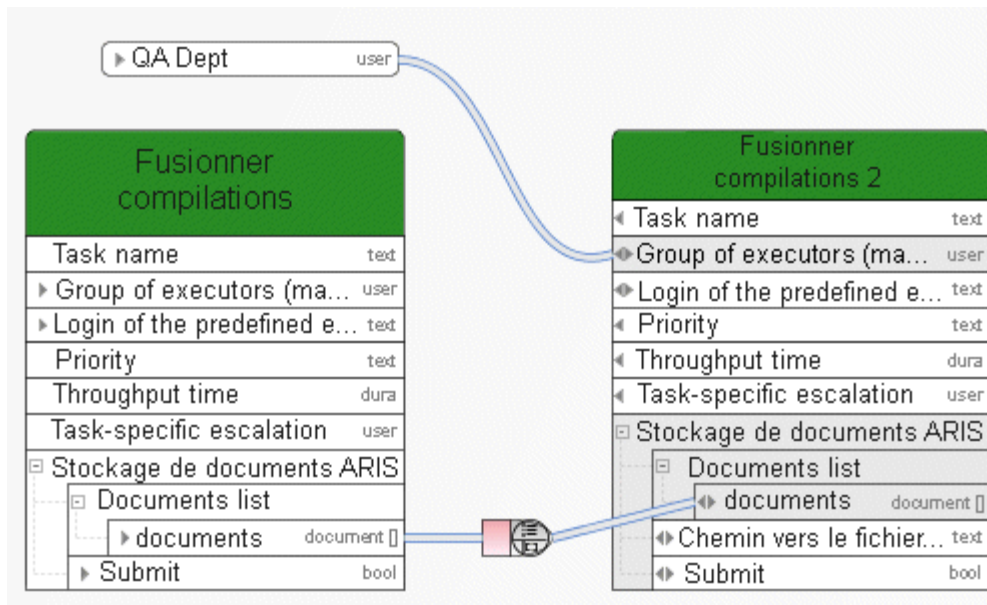 QA Dept user
Fusionner
compilations
Task name text
Group of executors (ma... user
Login of the predefined e... text
Priority text
Throughput time dura
Task-specific escalation user
Stockage de documents ARIS
Documents list
documents document []
Submit bool
Fusionner
compilations 2
Task name text
Group of executors (ma... user
Login of the predefined e... text
Priority text
Throughput time dura
Task-specific escalation user
Stockage de documents ARIS
Documents list
documents document []
Chemin vers le fichier... text
Submit bool